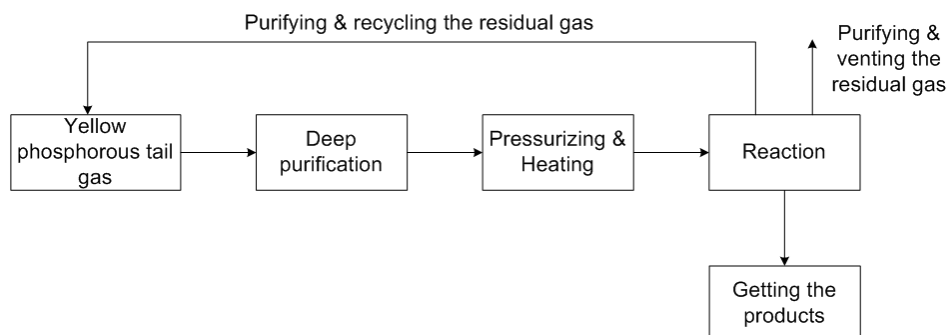 Purifying & recycling the residual gas
Purifying &
venting the
residual gas
Yellow
phosphorous tail
gas
Deep
purification
Pressurizing &
Heating
Reaction
Getting the
products